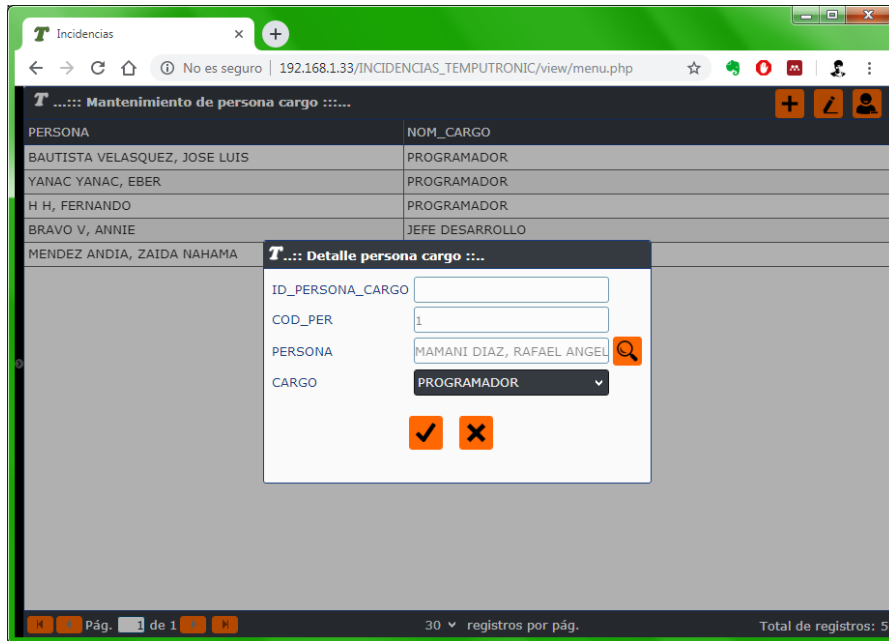 T Incidencias
No es seguro | 192.168.1.33/INCIDENCIAS_TEMPUTRONIC/view/menu.php
T ...::: Mantenimiento de persona cargo :::...
PERSONA NOM_CARGO
BAUTISTA VELASQUEZ, JOSE LUIS PROGRAMADOR
YANAC YANAC, EBER PROGRAMADOR
H H, FERNANDO PROGRAMADOR
BRAVO V, ANNIE JEFE DESARROLLO
MENDEZ ANDIA, ZAIDA NAHAMA
T..:: Detalle persona cargo ::..
ID_PERSONA_CARGO
COD_PER 1
PERSONA MAMANI DIAZ, RAFAEL ANGEL
CARGO PROGRAMADOR
Pág. 1 de 1 30 registros por pág. Total de registros: 5